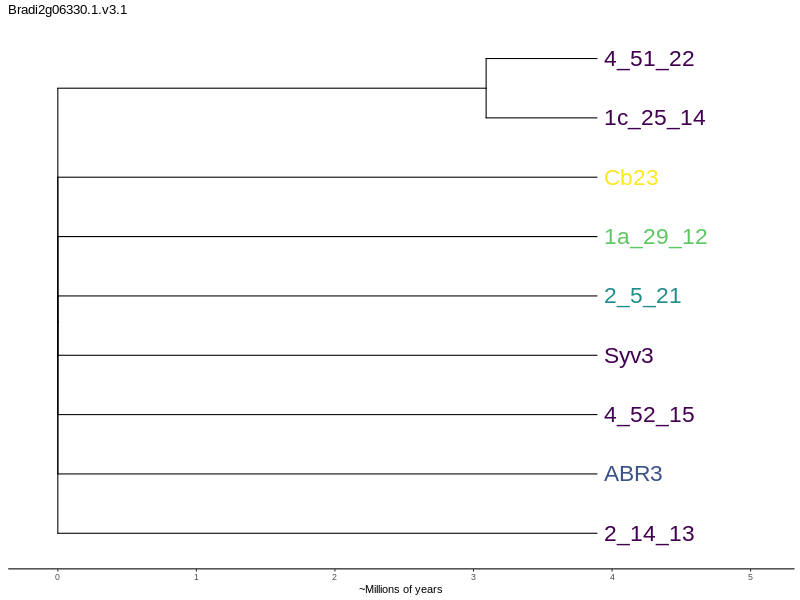 Bradi2g06330.1.v3.1
4_51_22
1c_25_14
Cb23
1a_29_12
2_5_21
Syv3
4_52_15
ABR3
2_14_13
0 1 2 3 4 5
~Millions of years